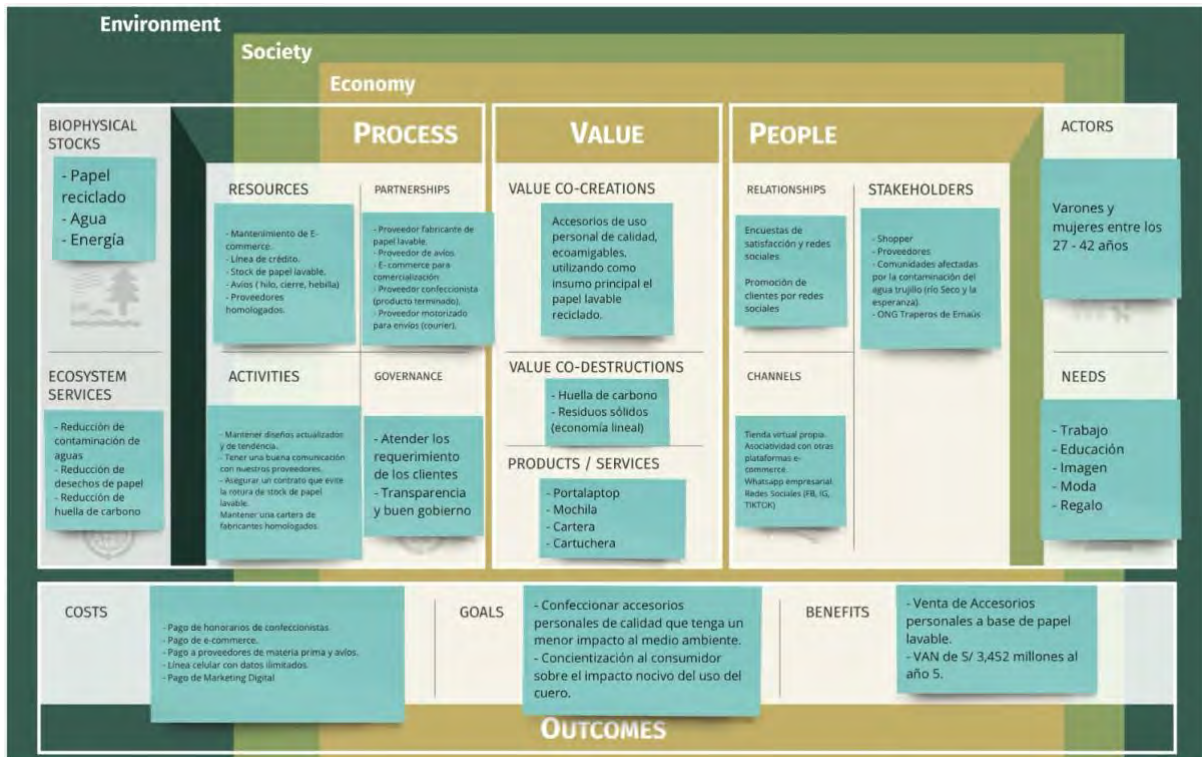 Environment
Society
Economy
PROCESS
VALUE
PEOPLE
BIOPHYSICAL
STOCKS
- Papel
reciclado
- Agua
- Energía
RESOURCES
- Mantenimiento de E-
commerce.
- Línea de crédito.
- Stock de papel lavable.
- Avíos ( hilo, cierre, hebilla)
- Proveedores
homologados.
PARTNERSHIPS
- Proveedor fabricante de
papel lavable.
- Proveedor de avíos.
- E- commerce para
comercialización
- Proveedor confeccionista
(producto terminado).
- Proveedor motorizado
para envíos (courier).
VALUE CO-CREATIONS
Accesorios de uso
personal de calidad,
ecoamigables,
utilizando como
insumo principal el
papel lavable
reciclado.
RELATIONSHIPS
Encuestas de
satisfacción y redes
sociales
Promoción de
clientes por redes
sociales
STAKEHOLDERS
- Shopper
- Proveedores
- Comunidades afectadas
por la contaminación del
agua trujillo (río Seco y la
esperanza).
- ONG Traperos de Emaús
ACTORS
Varones y
mujeres entre los
27 - 42 años
ECOSYSTEM
SERVICES
- Reducción de
contaminación de
aguas
- Reducción de
desechos de papel
- Reducción de
huella de carbono
ACTIVITIES
- Mantener diseños actualizados
y de tendencia.
- Tener una buena comunicación
con nuestros proveedores.
- Asegurar un contrato que evite
la rotura de stock de papel
lavable.
Mantener una cartera de
fabricantes homologados.
GOVERNANCE
- Atender los
requerimiento
de los clientes
- Transparencia
y buen gobierno
VALUE CO-DESTRUCTIONS
- Huella de carbono
- Residuos sólidos
(economía lineal)
PRODUCTS / SERVICES
- Portalaptop
- Mochila
- Cartera
- Cartuchera
CHANNELS
Tienda virtual propia.
Asociatividad con otras
plataformas e-
commerce.
Whatsapp empresarial.
Redes Sociales (FB, IG,
TIKTOK)
NEEDS
- Trabajo
- Educación
- Imagen
- Moda
- Regalo
COSTS
- Pago de honorarios de confeccionistas
- Pago de e-commerce.
- Pago a proveedores de materia prima y avíos.
- Línea celular con datos ilimitados.
- Pago de Marketing Digital
GOALS
- Confeccionar accesorios
personales de calidad que tenga un
menor impacto al medio ambiente.
- Concientización al consumidor
sobre el impacto nocivo del uso del
cuero.
BENEFITS
- Venta de Accesorios
personales a base de papel
lavable.
- VAN de S/ 3,452 millones al
año 5.
OUTCOMES